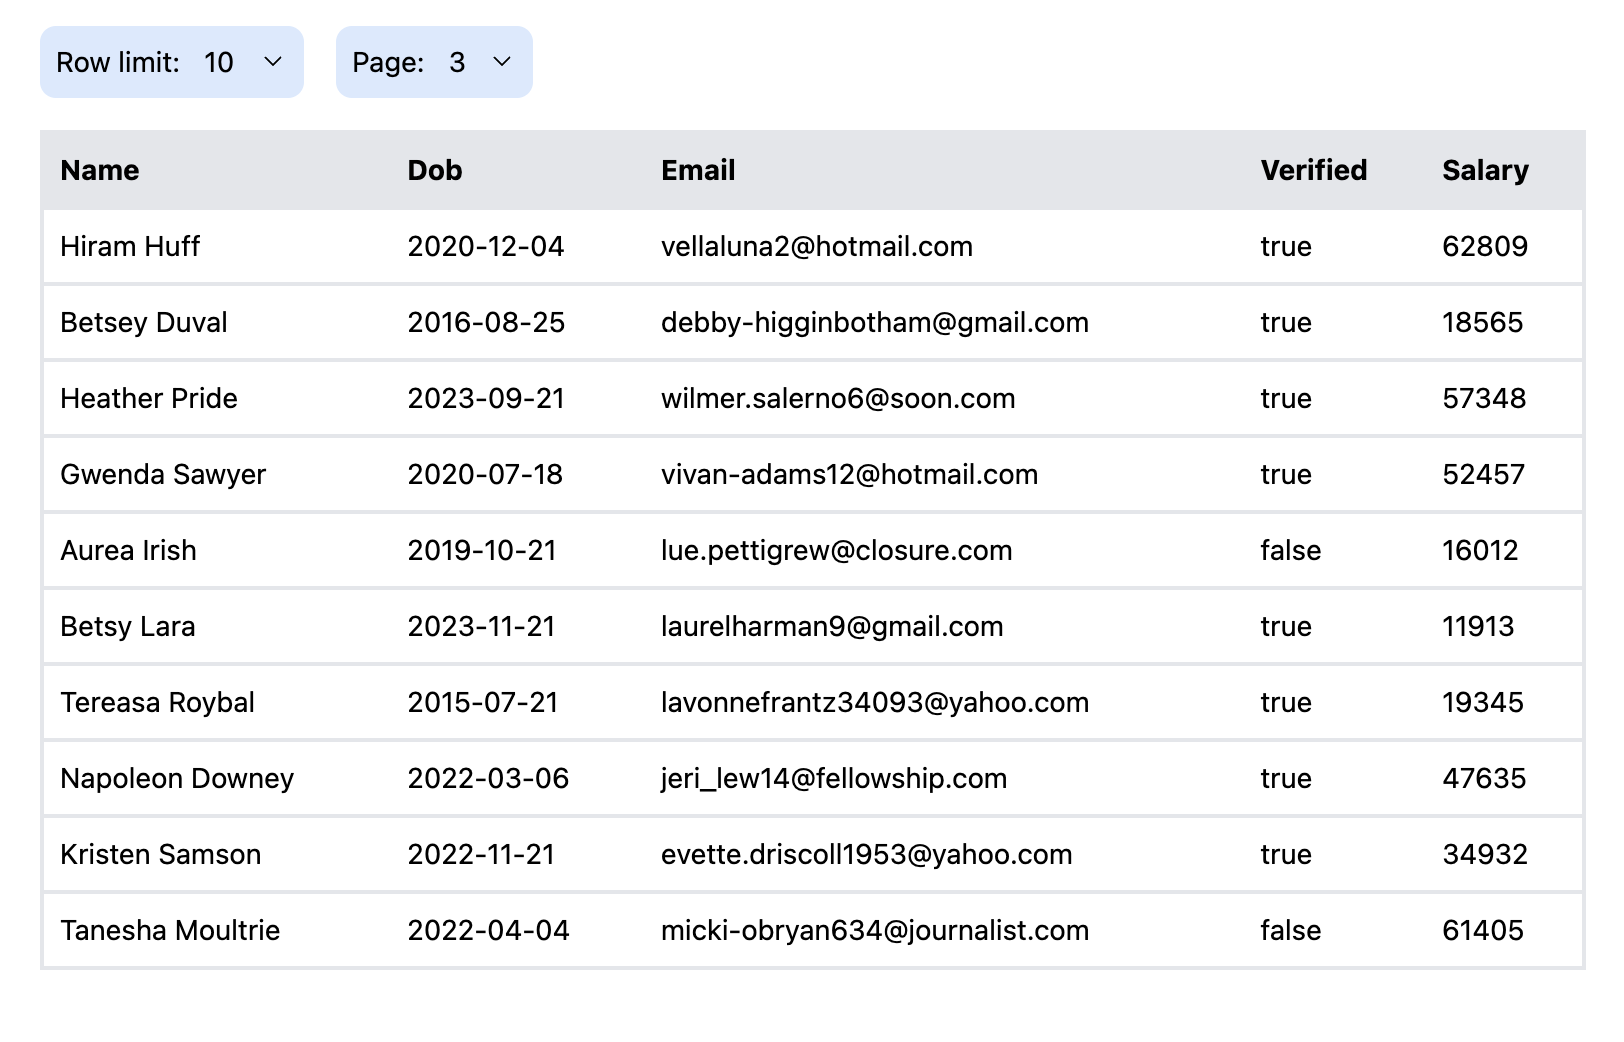 Row limit: 10 Page: 3
Name Dob Email Verified Salary
Hiram Huff 2020-12-04 vellaluna2@hotmail.com true 62809
Betsey Duval 2016-08-25 debby-higginbotham@gmail.com true 18565
Heather Pride 2023-09-21 wilmer.salerno6@soon.com true 57348
Gwenda Sawyer 2020-07-18 vivan-adams12@hotmail.com true 52457
Aurea Irish 2019-10-21 lue.pettigrew@closure.com false 16012
Betsy Lara 2023-11-21 laurelharman9@gmail.com true 11913
Tereasa Roybal 2015-07-21 lavonnefrantz34093@yahoo.com true 19345
Napoleon Downey 2022-03-06 jeri_lew14@fellowship.com true 47635
Kristen Samson 2022-11-21 evette.driscoll1953@yahoo.com true 34932
Tanesha Moultrie 2022-04-04 micki-obryan634@journalist.com false 61405